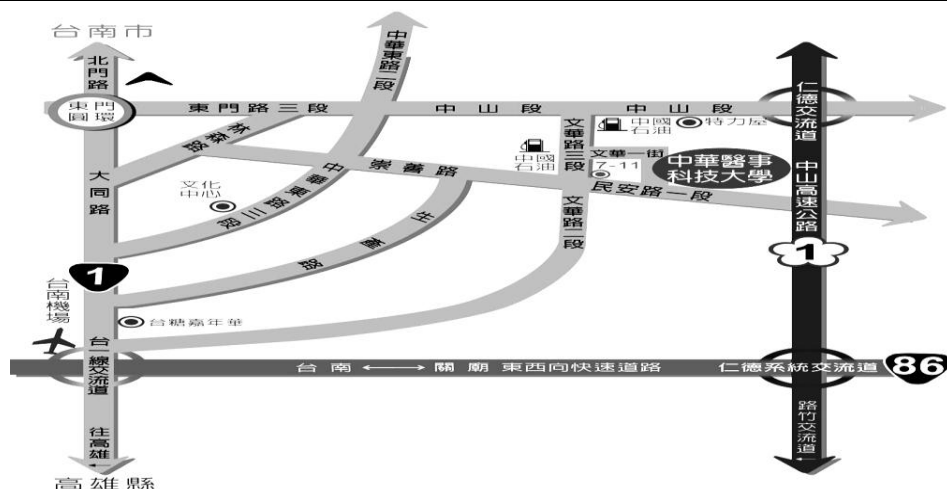 台南市
北門路
中華東路二段
東門圓環
東門路三段
中山段
中山段
仁德交流道
林森路
文華路三段
中國石油
特力屋
中國石油
文華一街
7-11
中華醫事
科技大學
大同路
文化
中心
中華東路三段
崇善路
民安路一段
中山高速公路
生產路
文華路二段
1
1
台南機場
台糖嘉年華
台一線交流道
台南 ←→ 關廟 東西向快速道路
仁德系統交流道
86
往高雄
路竹交流道
高雄縣